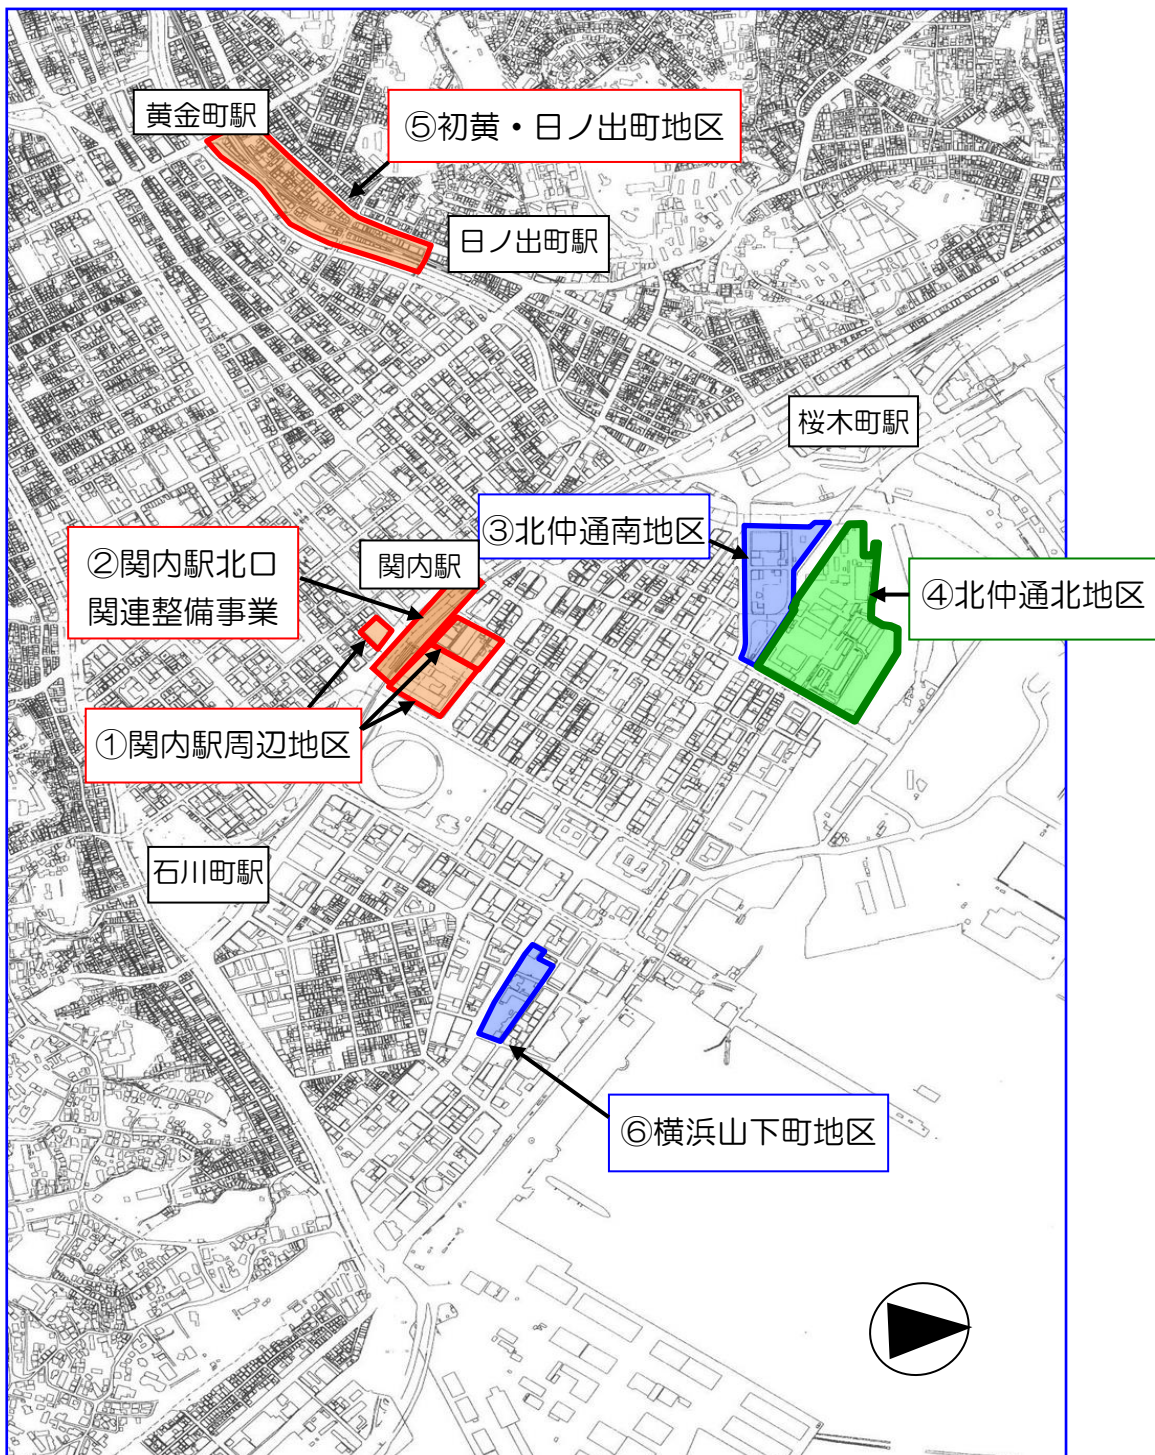 黄金町駅
⑤初黄・日ノ出町地区
日ノ出町駅
桜木町駅
③北仲通南地区
②関内駅北口
関連整備事業
関内駅
④北仲通北地区
①関内駅周辺地区
石川町駅
⑥横浜山下町地区